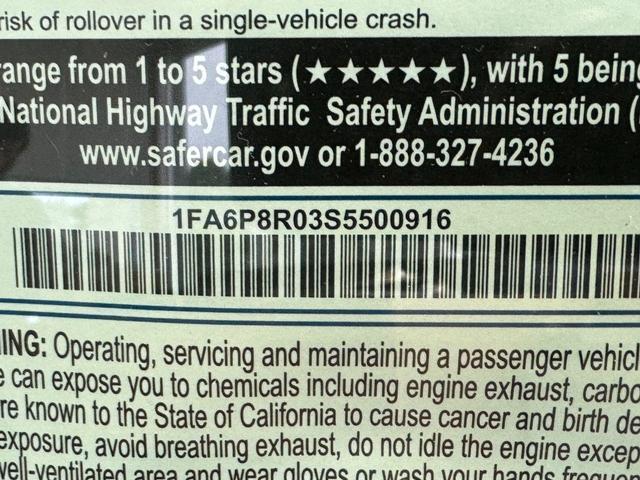 risk of rollover in a single-vehicle crash.
range from 1 to 5 stars (★★★★★), with 5 being
National Highway Traffic Safety Administration (
www.safercar.gov or 1-888-327-4236
1FA6P8R03S5500916
NING: Operating, servicing and maintaining a passenger vehicl
e can expose you to chemicals including engine exhaust, carbo
re known to the State of California to cause cancer and birth de
exposure, avoid breathing exhaust, do not idle the engine excep
well-ventilated area and wear gloves or wash your hands frequen